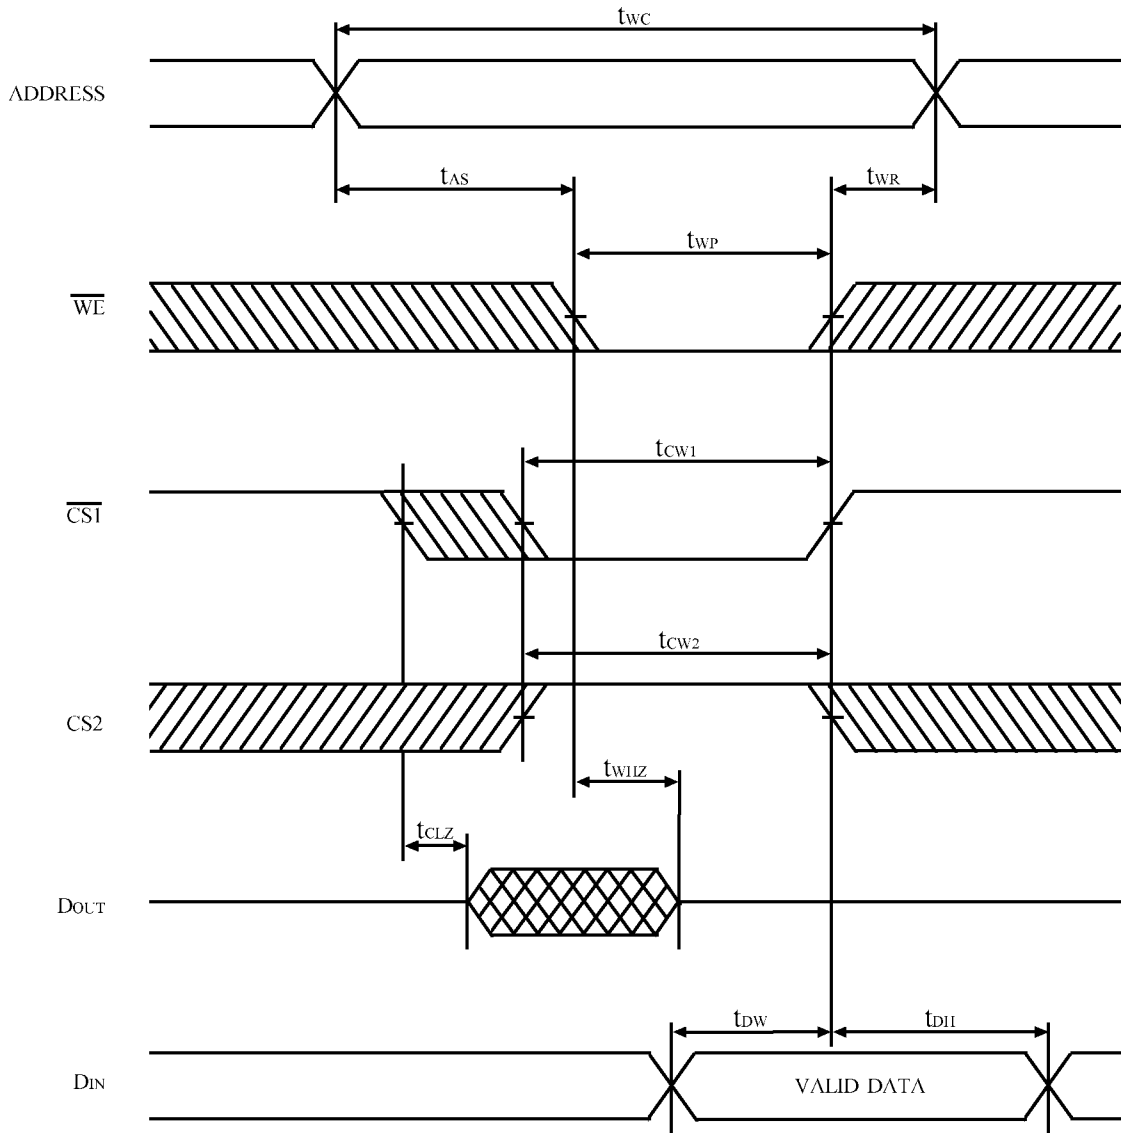 tWC
ADDRESS
tAS
tWR
tWP
WE
tCW1
CS1
tCW2
CS2
tWHZ
tCLZ
DOUT
tDW
tDH
DIN
VALID DATA